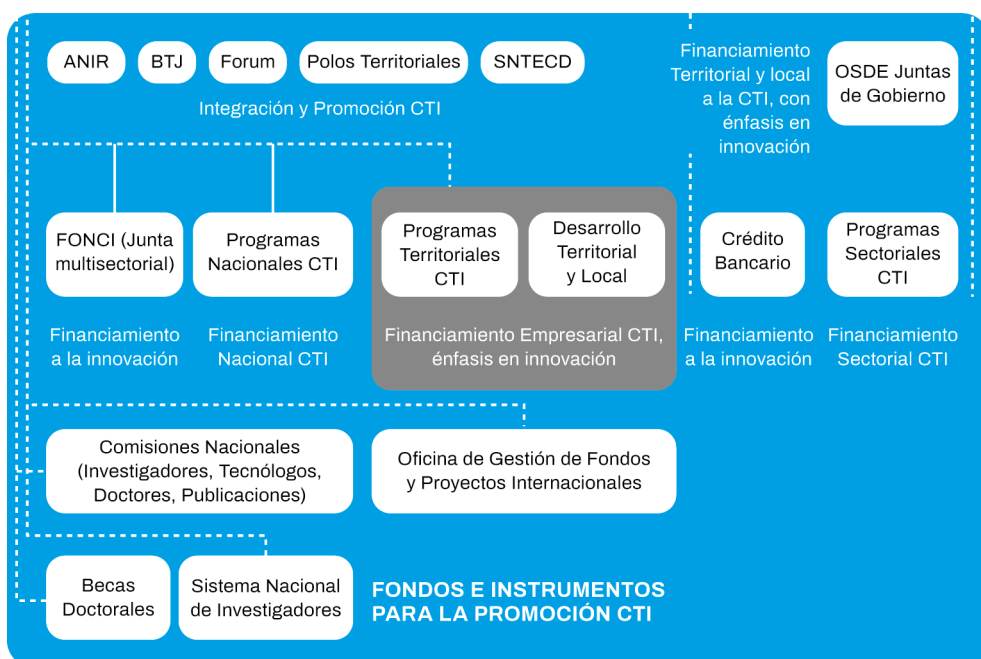 ANIR
BTJ
Forum
Polos Territoriales
SNTECD
Integración y Promoción CTI
Financiamiento
Territorial y local
a la CTI, con
énfasis en
innovación
OSDE Juntas
de Gobierno
FONCI (Junta
multisectorial)
Programas
Nacionales CTI
Programas
Territoriales
CTI
Desarrollo
Territorial
y Local
Crédito
Bancario
Programas
Sectoriales
CTI
Financiamiento
a la innovación
Financiamiento
Nacional CTI
Financiamiento Empresarial CTI,
énfasis en innovación
Financiamiento
a la innovación
Financiamiento
Sectorial CTI
Comisiones Nacionales
(Investigadores, Tecnólogos,
Doctores, Publicaciones)
Oficina de Gestión de Fondos
y Proyectos Internacionales
Becas
Doctorales
Sistema Nacional
de Investigadores
FONDOS E INSTRUMENTOS
PARA LA PROMOCIÓN CTI